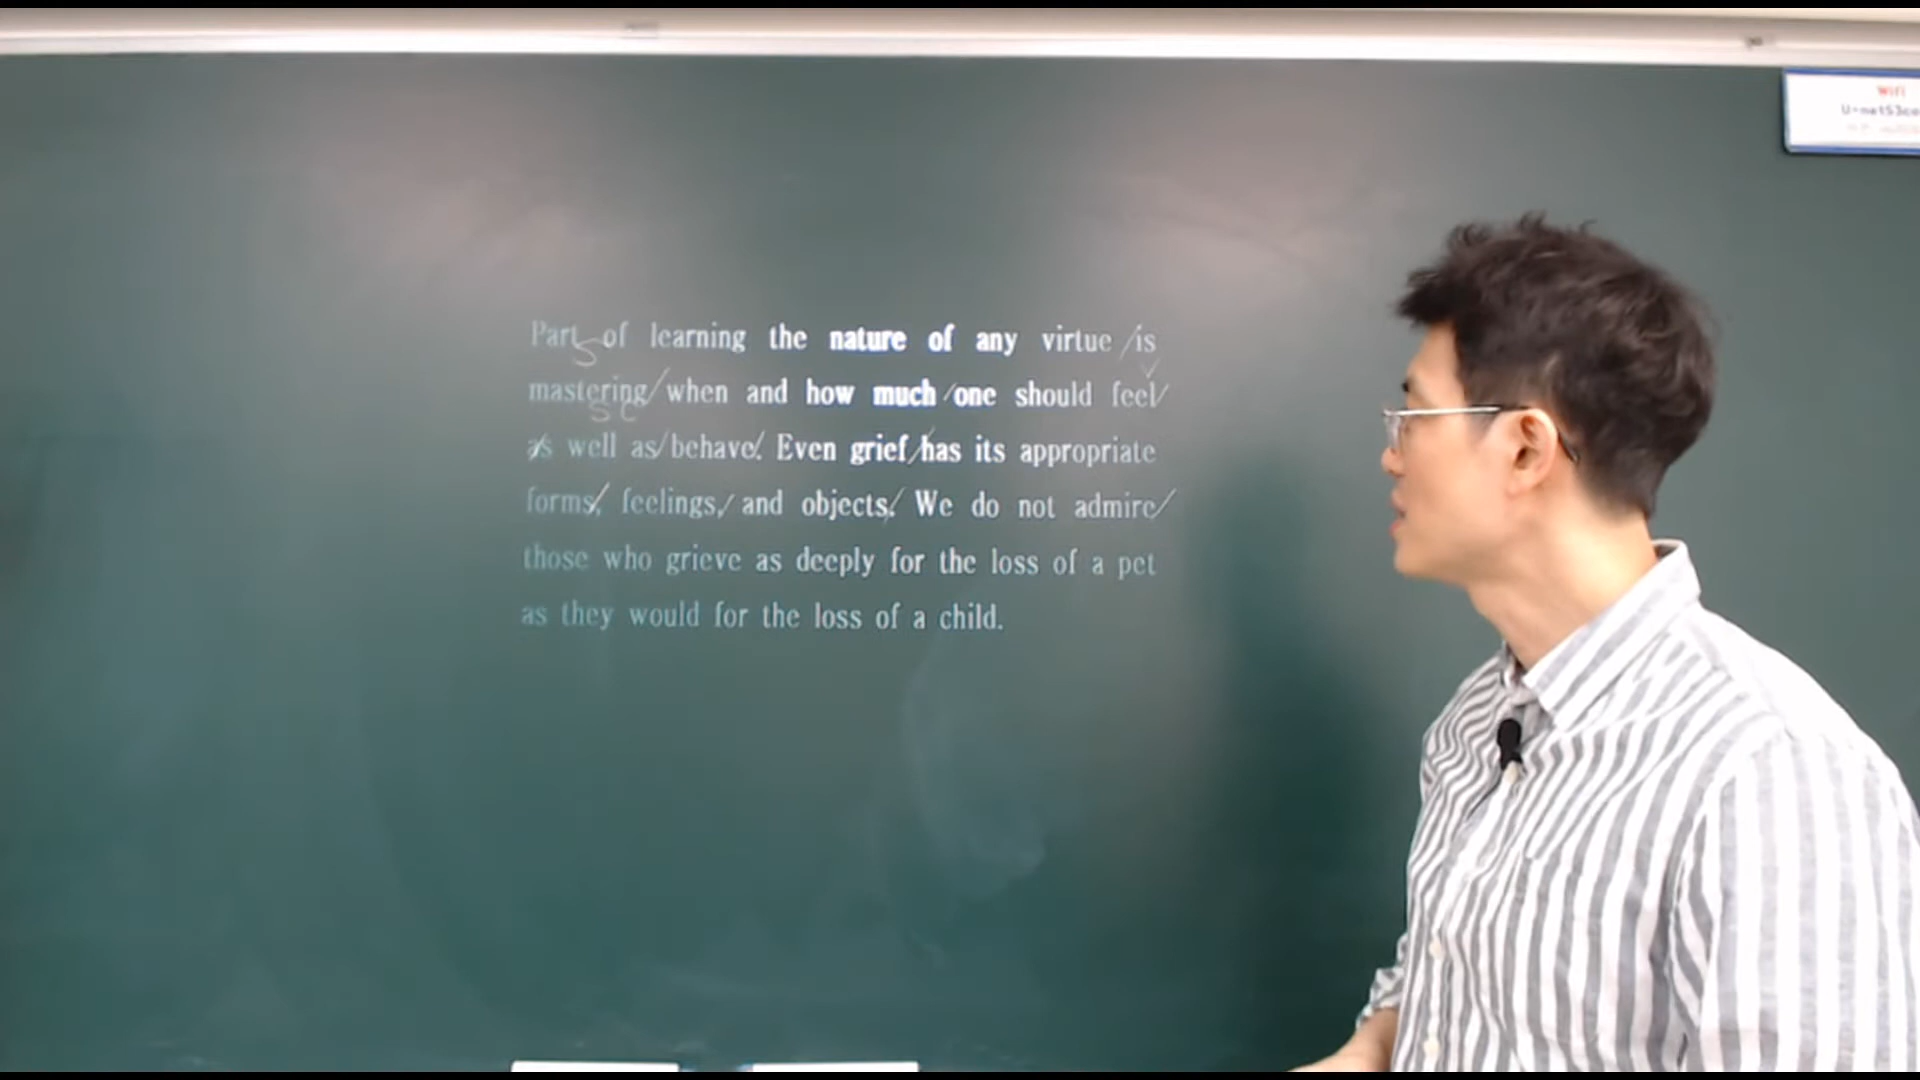 Part of learning the nature of any virtue / is
S
V
mastering / when and how much / one should feel /
SC
as well as / behave /. Even grief / has its appropriate
forms /, feelings, / and objects. / We do not admire /
those who grieve as deeply for the loss of a pet
as they would for the loss of a child.
Wifi